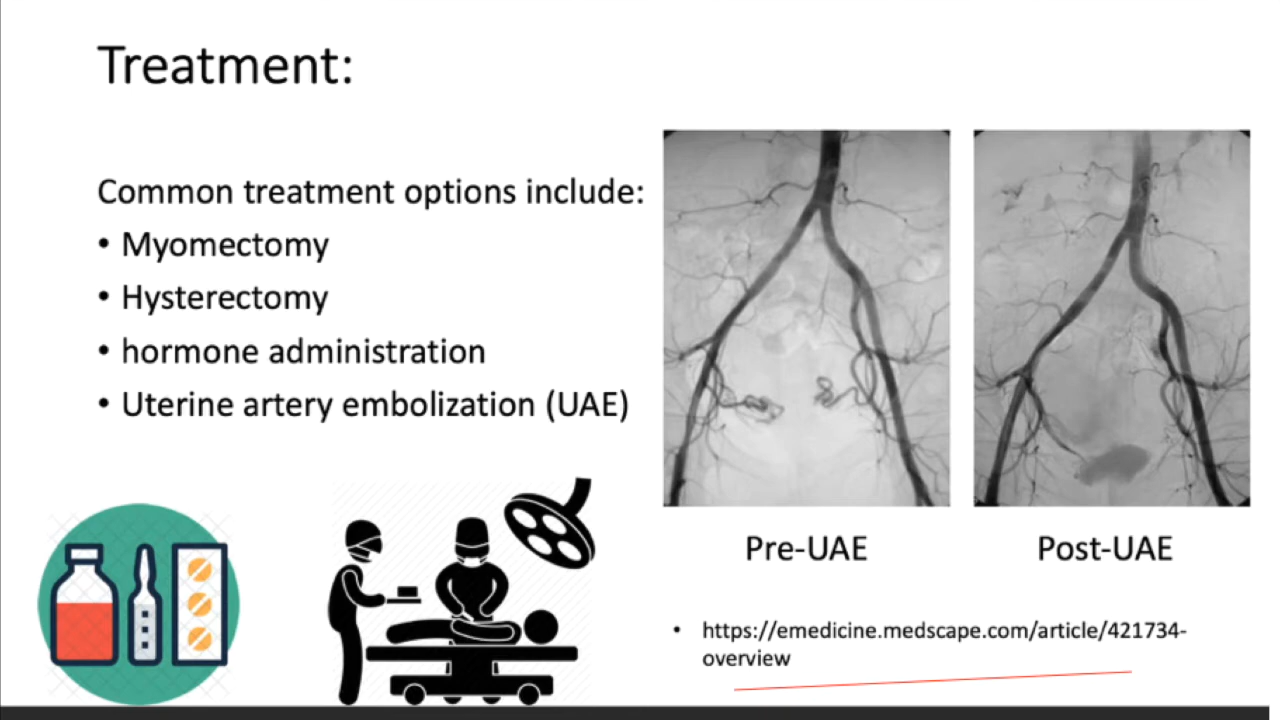 Treatment:
Common treatment options include:
• Myomectomy
• Hysterectomy
• hormone administration
• Uterine artery embolization (UAE)
Pre-UAE
Post-UAE
• https://emedicine.medscape.com/article/421734-
overview